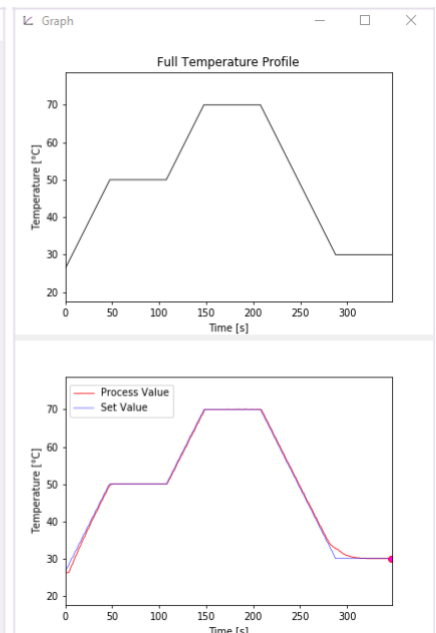 Graph
Full Temperature Profile
Temperature [°C]
70
60
50
40
30
20
0 50 100 150 200 250 300
Time [s]
Process Value
Set Value
Temperature [°C]
70
60
50
40
30
20
0 50 100 150 200 250 300
Time [s]